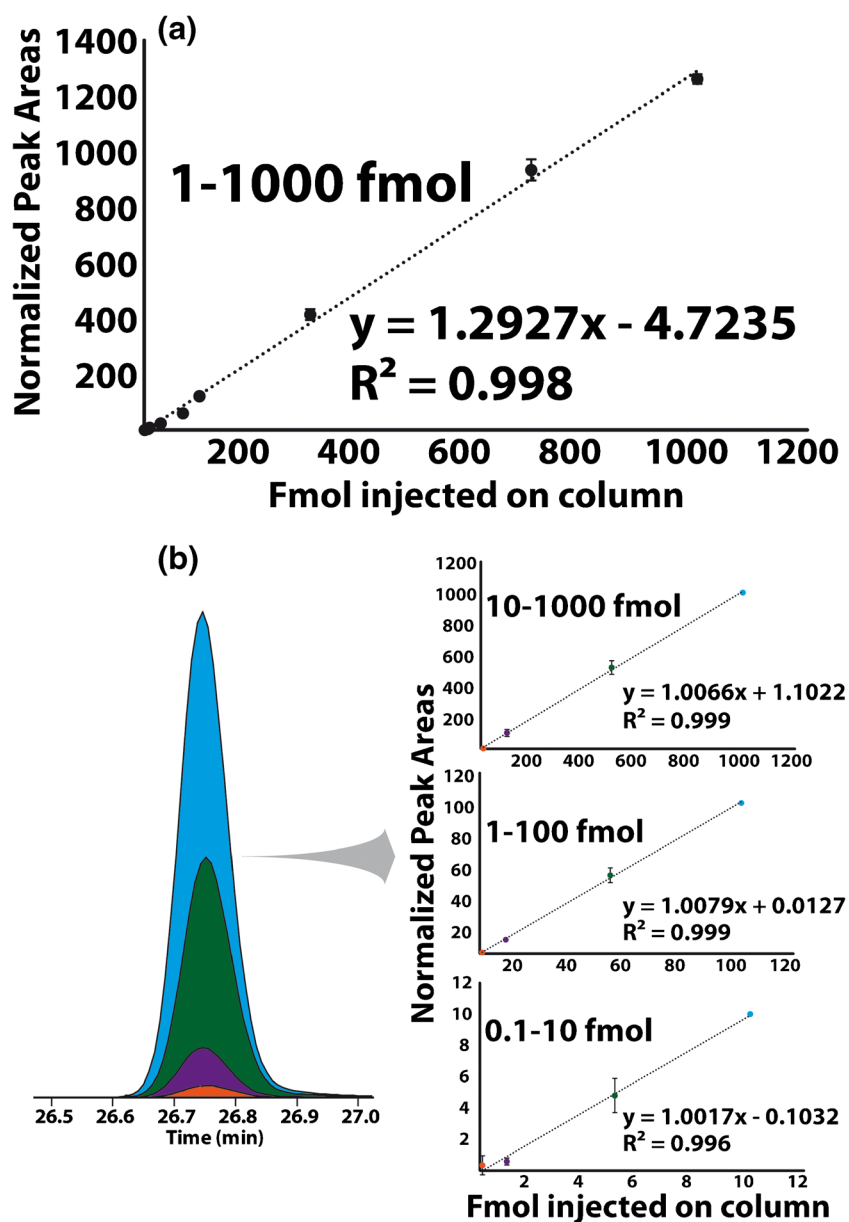 (a)
Normalized Peak Areas
1400
1200
1000
800
600
400
200
1-1000 fmol
y = 1.2927x - 4.7235
R² = 0.998
200 400 600 800 1000 1200
Fmol injected on column
(b)
26.5 26.6 26.7 26.8 26.9 27.0
Time (min)
Normalized Peak Areas
1200
1000
800
600
400
200
10-1000 fmol
y = 1.0066x + 1.1022
R² = 0.999
200 400 600 800 1000 1200
120
100
80
60
40
20
1-100 fmol
y = 1.0079x + 0.0127
R² = 0.999
20 40 60 80 100 120
12
10
8
6
4
2
0.1-10 fmol
y = 1.0017x - 0.1032
R² = 0.996
2 4 6 8 10 12
Fmol injected on column